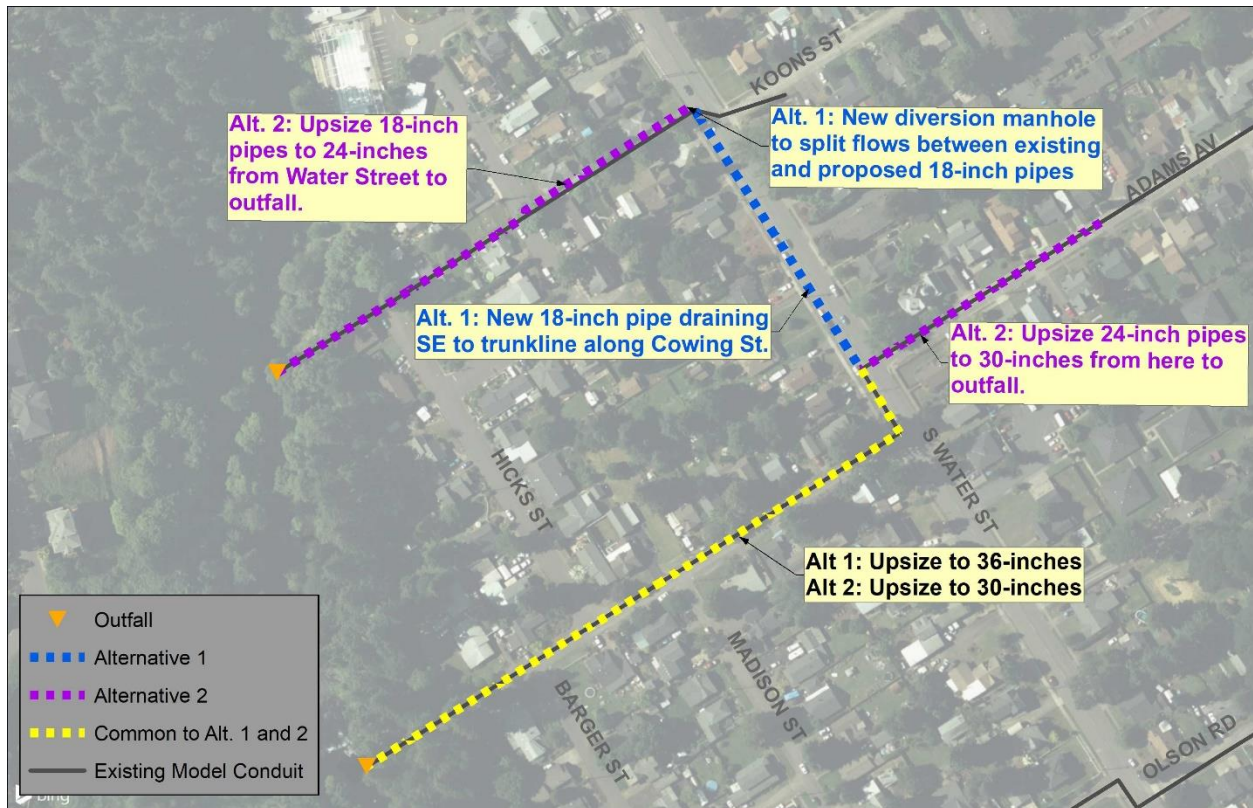 KOONS ST
Alt. 2: Upsize 18-inch
pipes to 24-inches
from Water Street to
outfall.
Alt. 1: New diversion manhole
to split flows between existing
and proposed 18-inch pipes
ADAMS AV
Alt. 1: New 18-inch pipe draining
SE to trunkline along Cowing St.
Alt. 2: Upsize 24-inch pipes
to 30-inches from here to
outfall.
HICKS ST
S WATER ST
Alt 1: Upsize to 36-inches
Alt 2: Upsize to 30-inches
MADISON ST
BARGER ST
OLSON RD
Outfall
Alternative 1
Alternative 2
Common to Alt. 1 and 2
Existing Model Conduit
bing